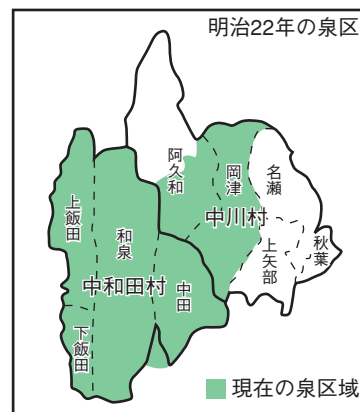 明治22年の泉区
阿久和
岡津
名瀬
中川村
秋葉
上矢部
上飯田
和泉
中和田村
中田
下飯田
現在の泉区域